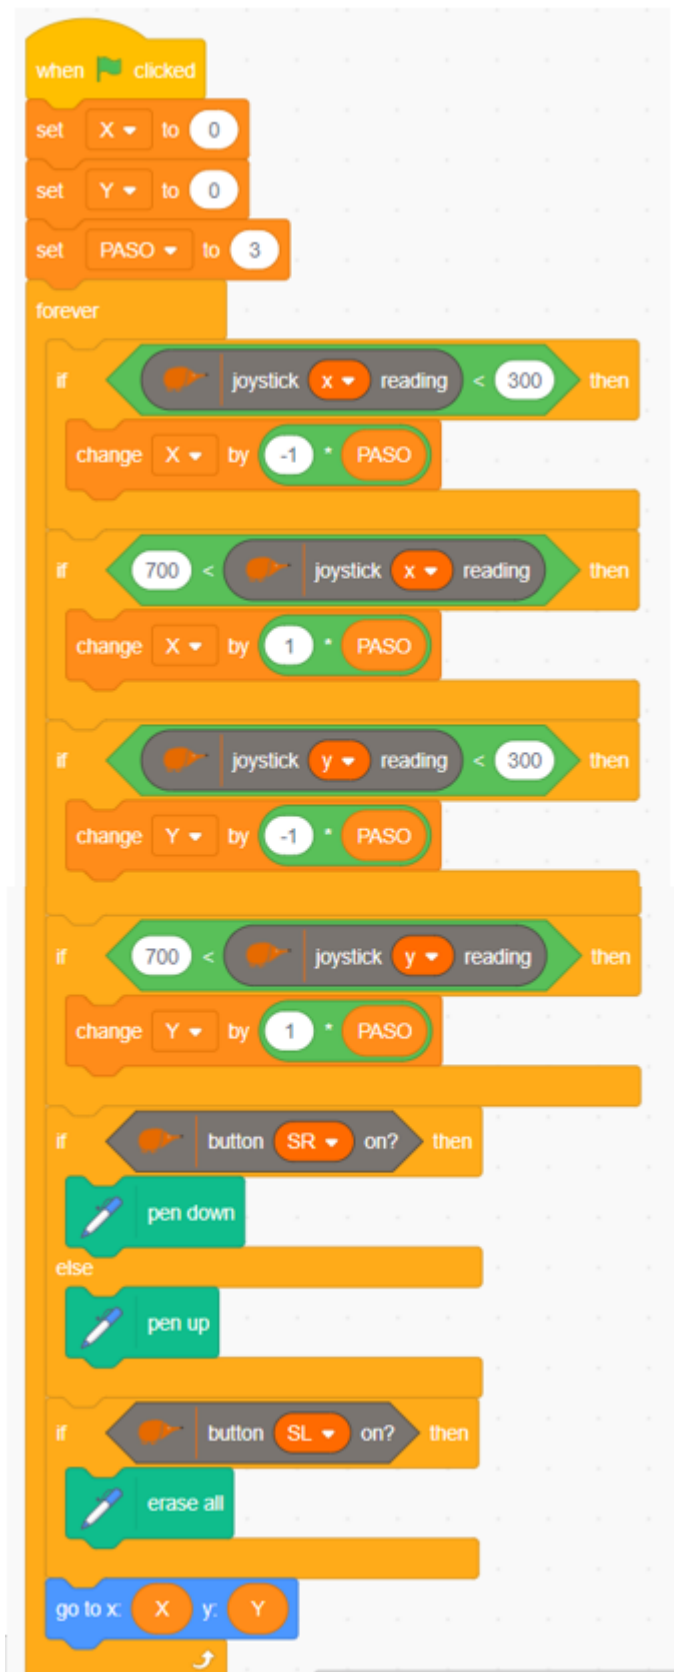 when clicked
set X to 0
set Y to 0
set PASO to 3
forever
if joystick x reading < 300 then
change X by -1 * PASO
if 700 < joystick x reading then
change X by 1 * PASO
if joystick y reading < 300 then
change Y by -1 * PASO
if 700 < joystick y reading then
change Y by 1 * PASO
if button SR on? then
pen down
else
pen up
if button SL on? then
erase all
go to x: X y: Y